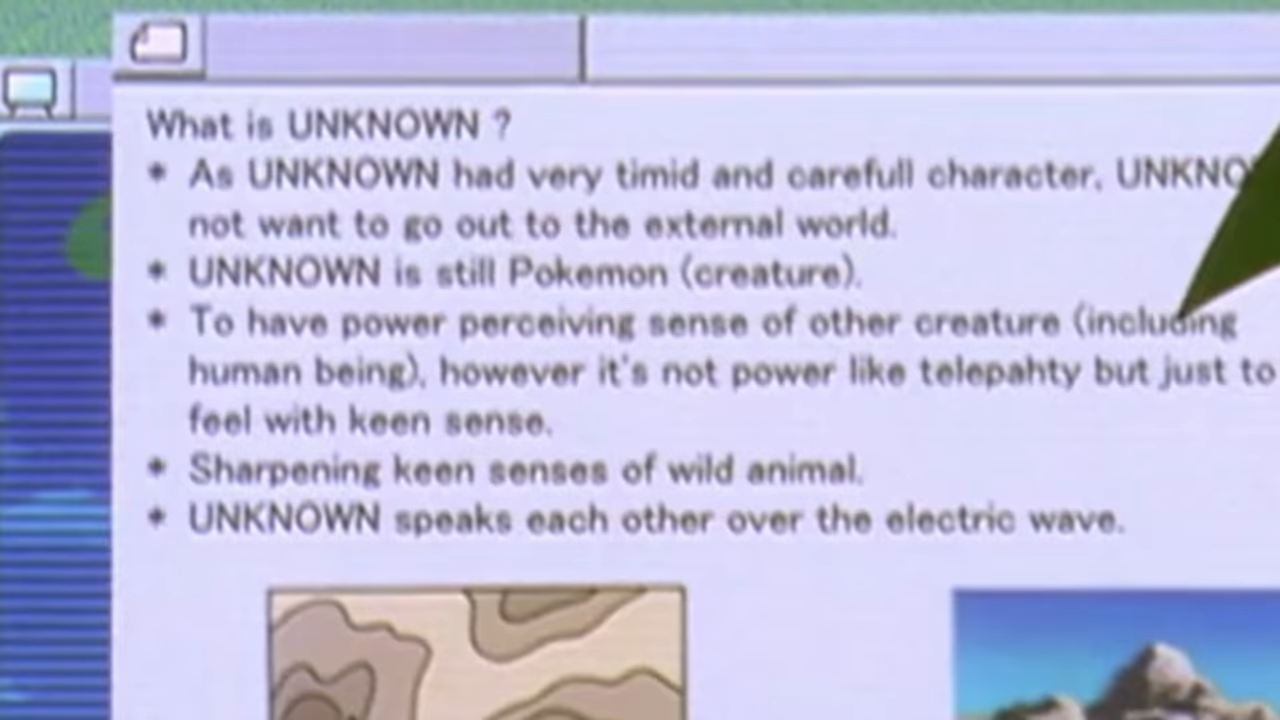 What is UNKNOWN ?
* As UNKNOWN had very timid and carefull character, UNKNO
not want to go out to the external world.
* UNKNOWN is still Pokemon (creature).
* To have power perceiving sense of other creature (including
human being), however it's not power like telepahty but just to
feel with keen sense.
* Sharpening keen senses of wild animal.
* UNKNOWN speaks each other over the electric wave.